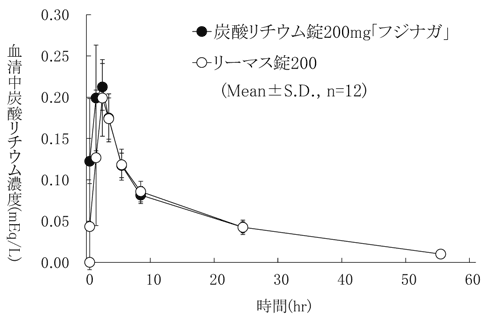 血清中炭酸リチウム濃度(mEq/L)
0.30
0.25
0.20
0.15
0.10
0.05
0.00
炭酸リチウム錠200mg「フジナガ」
リーマス錠200
(Mean±S.D., n=12)
0
10
20
30
40
50
60
時間(hr)